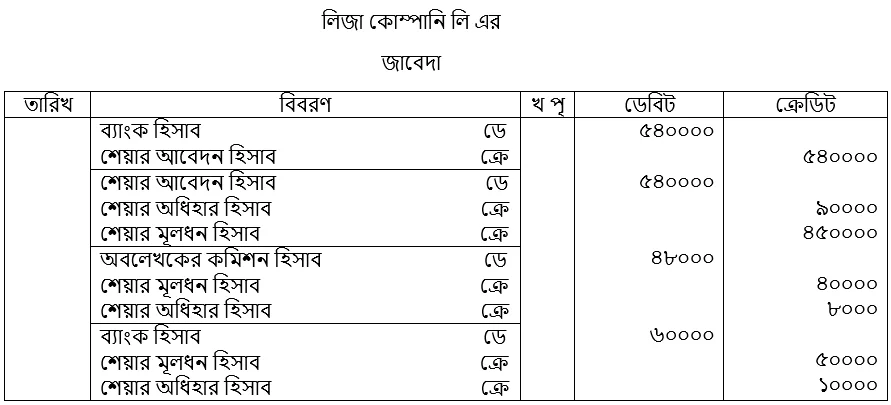 লিজা কোম্পানি লি এর
জাবেদা
তারিখ বিবরণ খ পৃ ডেবিট ক্রেডিট
ব্যাংক হিসাব ডে ৫৪০০০০
শেয়ার আবেদন হিসাব ক্রে ৫৪০০০০
শেয়ার আবেদন হিসাব ডে ৫৪০০০০
শেয়ার অধিহার হিসাব ক্রে ৯০০০০
শেয়ার মূলধন হিসাব ক্রে ৪৫০০০০
অবলেখকের কমিশন হিসাব ডে ৪৮০০০
শেয়ার মূলধন হিসাব ক্রে ৪০০০০
শেয়ার অধিহার হিসাব ক্রে ৮০০০
ব্যাংক হিসাব ডে ৬০০০০
শেয়ার মূলধন হিসাব ক্রে ৫০০০০
শেয়ার অধিহার হিসাব ক্রে ১০০০০